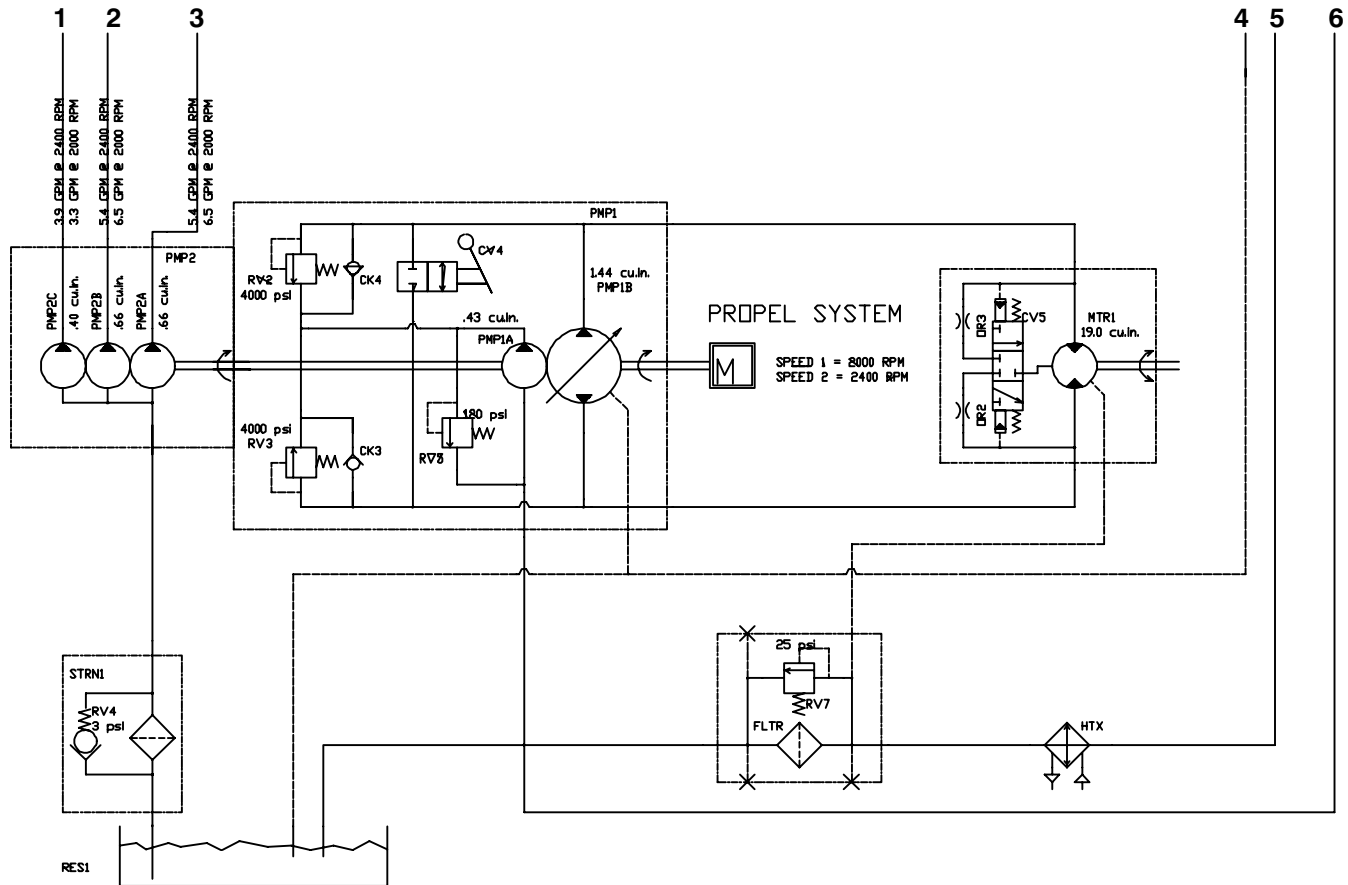 1
2
3
4
5
6
3.9 GPM @ 2400 RPM
3.3 GPM @ 2000 RPM
5.4 GPM @ 2400 RPM
6.5 GPM @ 2000 RPM
5.4 GPM @ 2400 RPM
6.5 GPM @ 2000 RPM
PMP2
PMP2C
.40 cu.in.
PMP2B
.66 cu.in.
PMP2A
.66 cu.in.
PMP1
RV2
4000 psi
CK4
CV4
1.44 cu.in.
PMP1B
.43 cu.in.
PMP1A
180 psi
4000 psi
RV3
CK3
PROPEL SYSTEM
M
SPEED 1 = 8000 RPM
SPEED 2 = 2400 RPM
OR3
CV5
MTR1
19.0 cu.in.
OR2
STRN1
RV4
3 psi
25 psi
RV7
FLTR
HTX
RES1